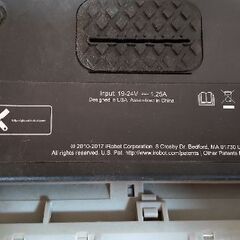 Input: 19-24V ⎓ 1.25A
Designed in USA. Assembled in China
© 2010-2017 iRobot Corporation 8 Crosby Dr. Bedford, MA 01730 U
All rights reserved. U.S. Pat. http://www.irobot.com/patents , Other Patents